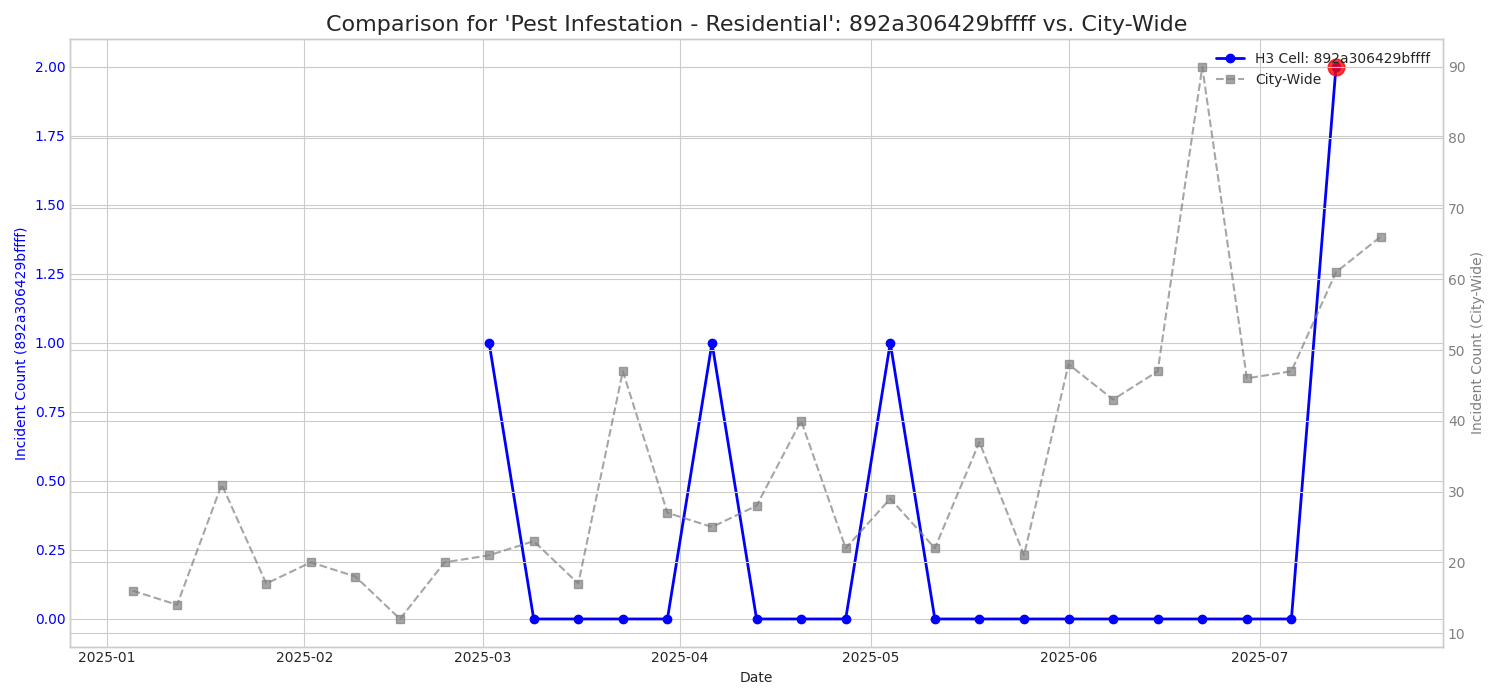 Comparison for 'Pest Infestation - Residential': 892a306429bffff vs. City-Wide
H3 Cell: 892a306429bffff
City-Wide
Incident Count (892a306429bffff)
2.00
1.75
1.50
1.25
1.00
0.75
0.50
0.25
0.00
90
80
70
60
50
40
30
20
10
Incident Count (City-Wide)
2025-01 2025-02 2025-03 2025-04 2025-05 2025-06 2025-07
Date